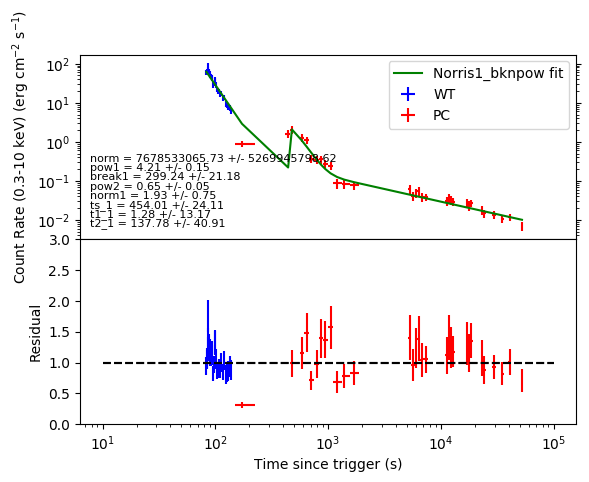 Count Rate (0.3-10 keV) (erg cm⁻² s⁻¹)
10²
10¹
10⁰
10⁻¹
10⁻²
Norris1_bknpow fit
WT
PC
norm = 7678533065.73 +/- 5269945798.62
pow1 = 4.21 +/- 0.15
break1 = 299.24 +/- 21.18
pow2 = 0.65 +/- 0.05
norm1 = 1.93 +/- 0.75
ts_1 = 454.01 +/- 24.11
t1_1 = 1.28 +/- 13.17
t2_1 = 137.78 +/- 40.91
Residual
3.0
2.5
2.0
1.5
1.0
0.5
0.0
10¹ 10² 10³ 10⁴ 10⁵
Time since trigger (s)